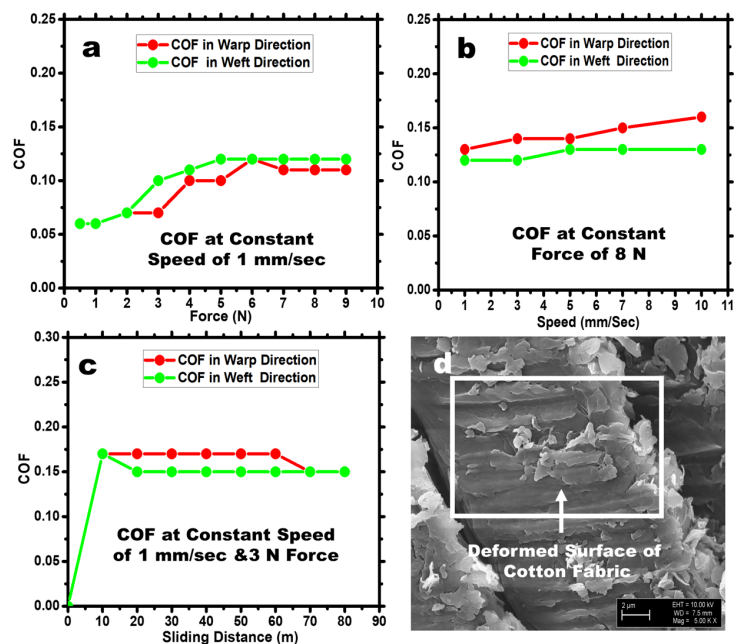 a
COF in Warp Direction
COF in Weft Direction
0.25
0.20
0.15
0.10
0.05
0.00
COF
COF at Constant
Speed of 1 mm/sec
0 1 2 3 4 5 6 7 8 9 10
Force (N)
b
COF in Warp Direction
COF in Weft Direction
0.25
0.20
0.15
0.10
0.05
0.00
COF
COF at Constant
Force of 8 N
1 2 3 4 5 6 7 8 9 10 11
Speed (mm/Sec)
c
COF in Warp Direction
COF in Weft Direction
0.30
0.25
0.20
0.15
0.10
0.05
0.00
COF
COF at Constant Speed
of 1 mm/sec &3 N Force
0 10 20 30 40 50 60 70 80 90
Sliding Distance (m)
d
Deformed Surface of
Cotton Fabric
2 µm
EHT = 10.00 kV
WD = 7.5 mm
Mag = 5.00 K X